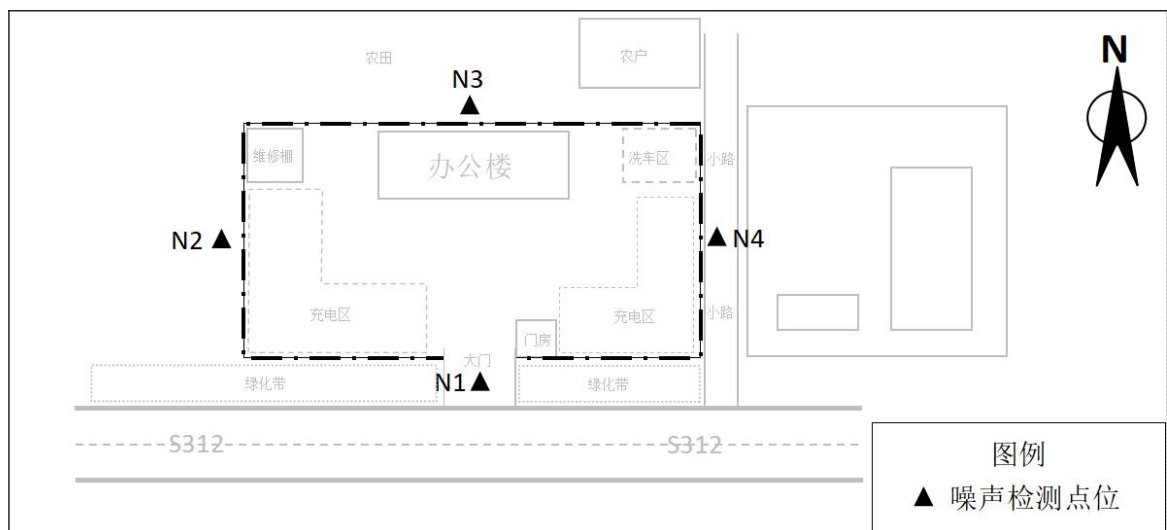 农田
农户
N
N3
维修棚
办公楼
洗车区
小路
N2
N4
充电区
充电区
小路
门房
大门
绿化带
N1
绿化带
S312
S312
图例
▲ 噪声检测点位